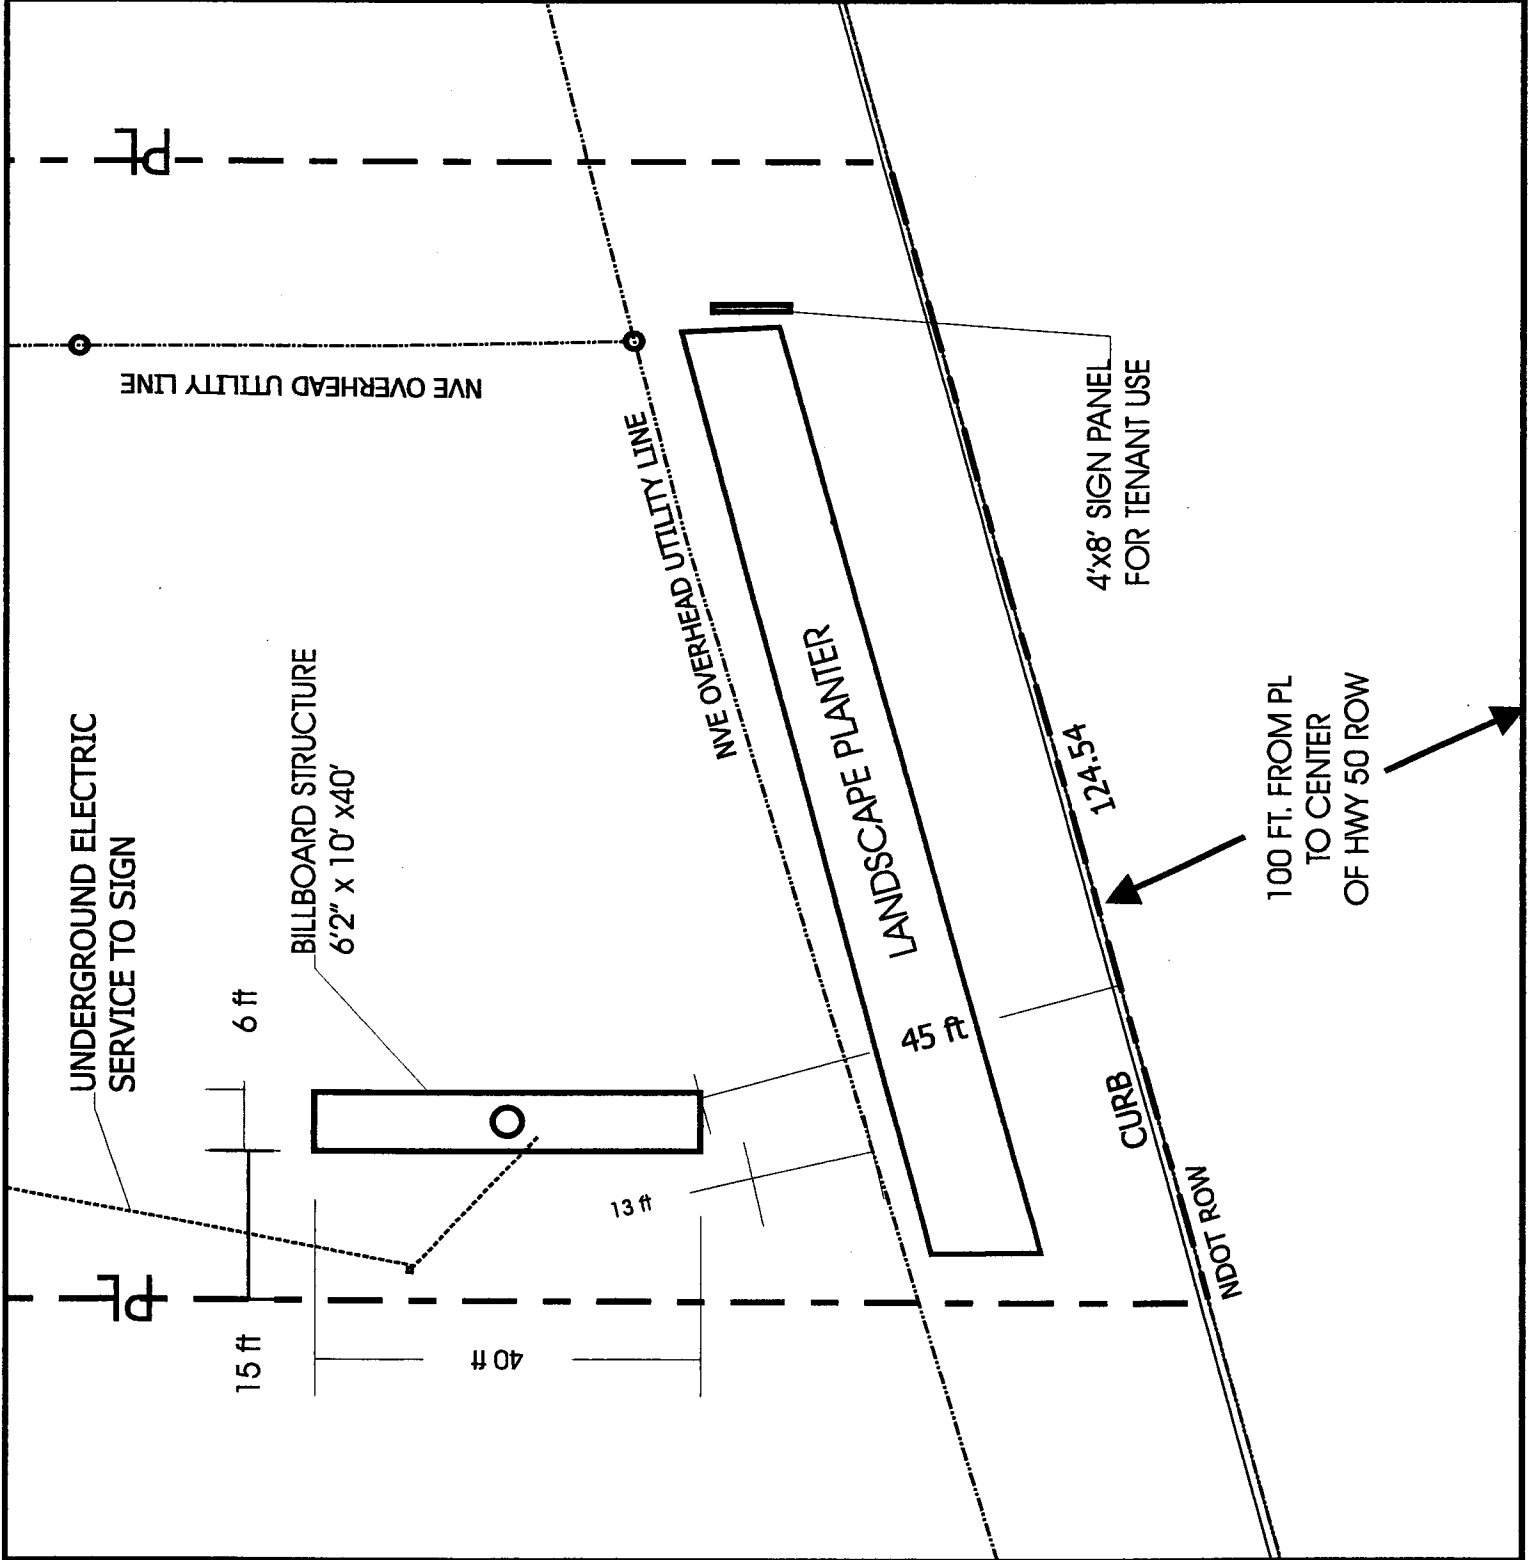 PL
PL
UNDERGROUND ELECTRIC
SERVICE TO SIGN
6 ft
15 ft
BILLBOARD STRUCTURE
6'2" x 10' x40'
40 ft
13 ft
45 ft
NVE OVERHEAD UTILITY LINE
NVE OVERHEAD UTILITY LINE
LANDSCAPE PLANTER
4'x8' SIGN PANEL
FOR TENANT USE
124.54
CURB
NDOT ROW
100 FT. FROM PL
TO CENTER
OF HWY 50 ROW